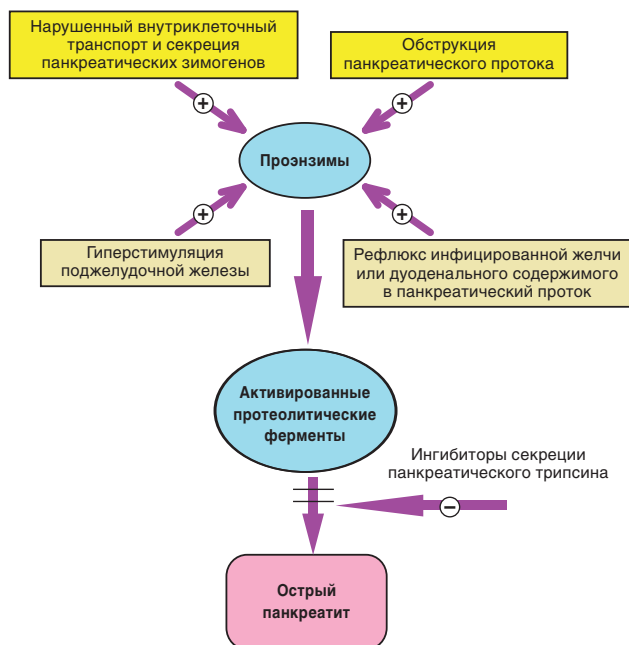 Нарушенный внутриклеточный
транспорт и секреция
панкреатических зимогенов
Обструкция
панкреатического протока
+
+
Проэнзимы
+
+
Гиперстимуляция
поджелудочной железы
Рефлюкс инфицированной желчи
или дуоденального содержимого
в панкреатический проток
Активированные
протеолитические
ферменты
Ингибиторы секреции
панкреатического трипсина
−
Острый
панкреатит